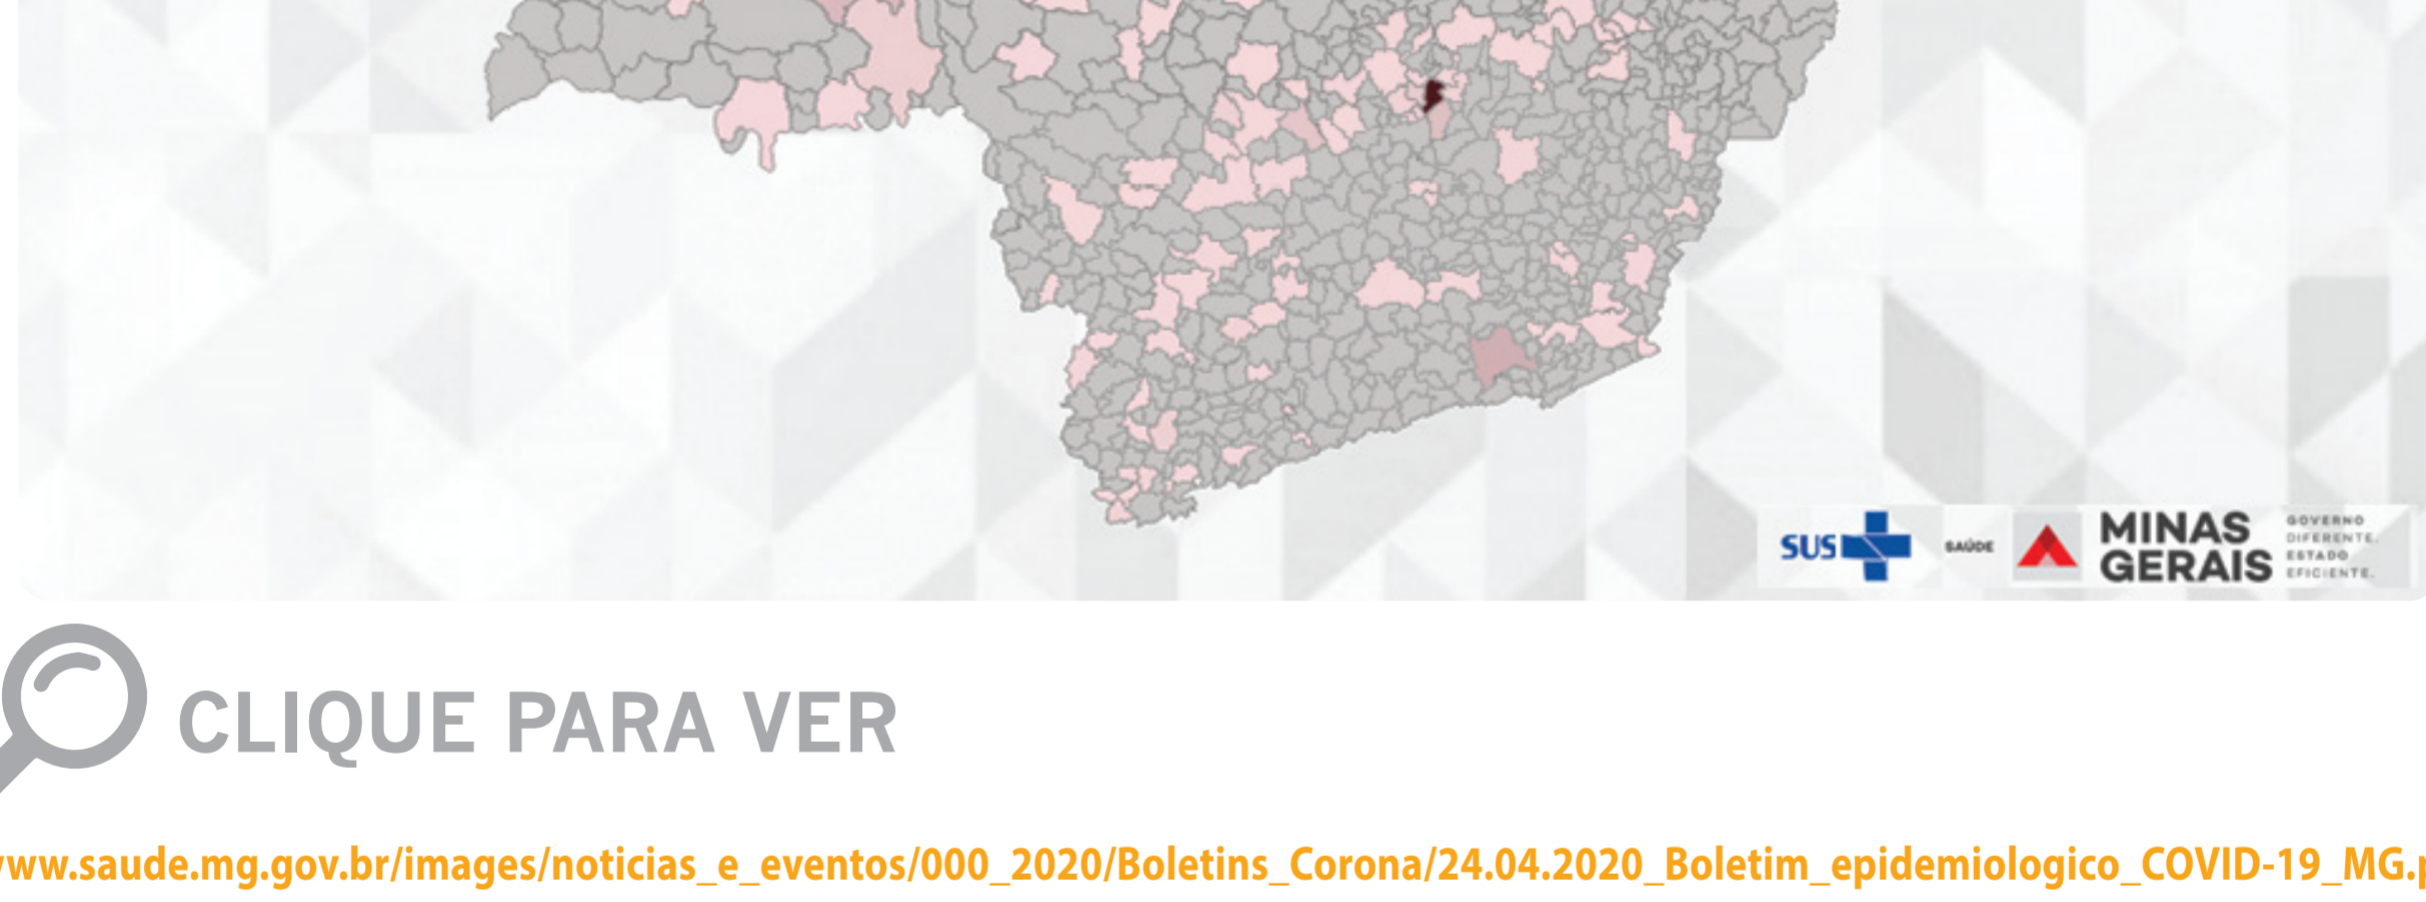 SUS
SAÚDE
MINAS
GERAIS
GOVERNO
DIFERENTE.
ESTADO
EFICIENTE.
CLIQUE PARA VER
www.saude.mg.gov.br/images/noticias_e_eventos/000_2020/Boletins_Corona/24.04.2020_Boletim_epidemiologico_COVID-19_MG.p